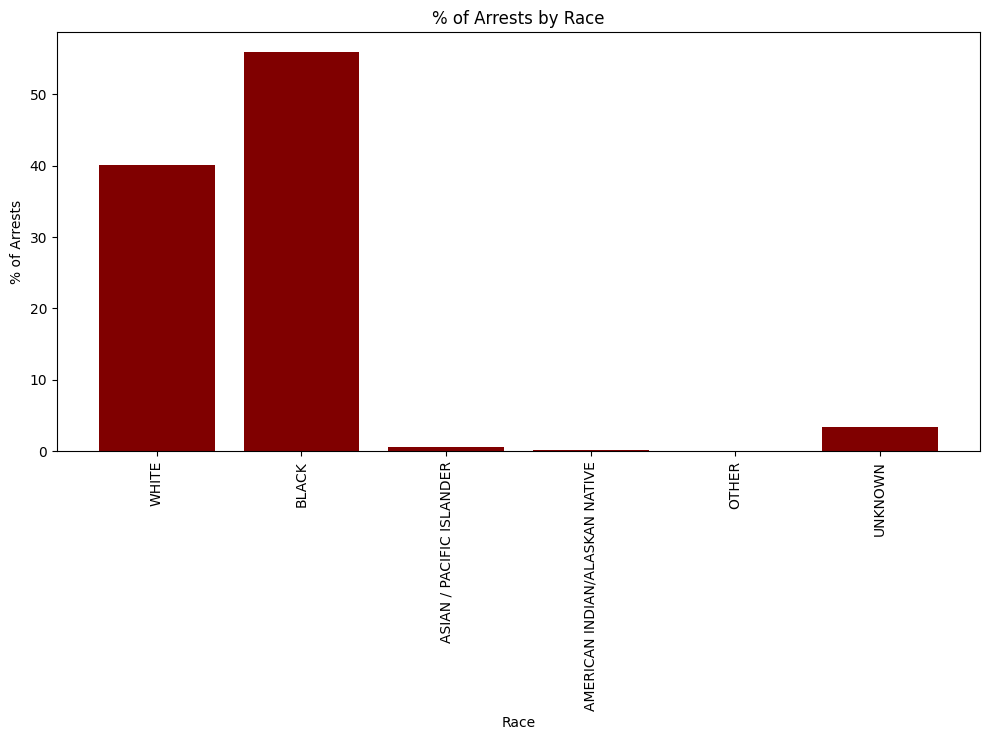 % of Arrests by Race
% of Arrests
50
40
30
20
10
0
WHITE
BLACK
ASIAN / PACIFIC ISLANDER
AMERICAN INDIAN/ALASKAN NATIVE
OTHER
UNKNOWN
Race